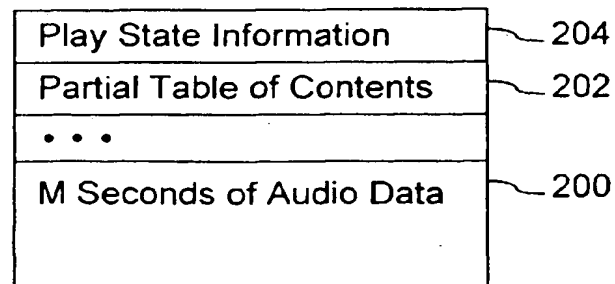 Play State Information 204
Partial Table of Contents 202
• • •
M Seconds of Audio Data 200